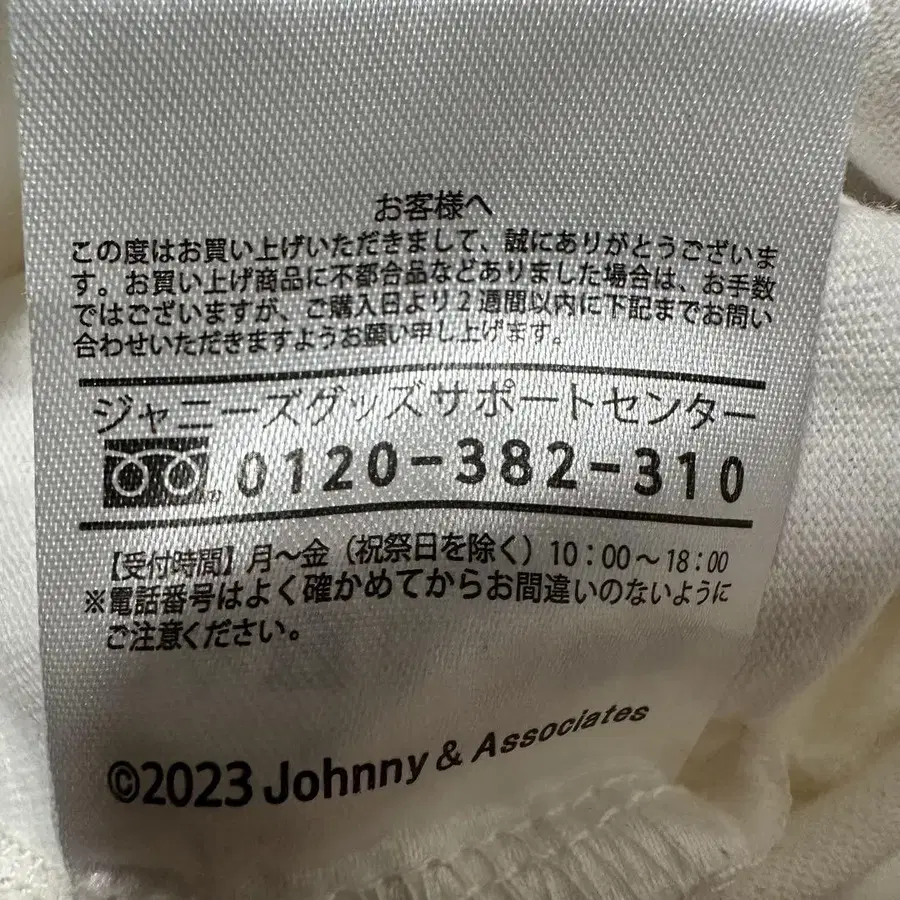 お客様へ
この度はお買い上げいただきまして、誠にありがとうございま
す。お買い上げ商品に不都合品などありました場合は、お手数
ではございますが、ご購入日より2週間以内に下記までお問い
合わせいただきますようお願い申し上げます。
ジャニーズグッズサポートセンター
0120-382-310
【受付時間】月～金（祝祭日を除く）10：00～18：00
※電話番号はよく確かめてからお間違いのないように
ご注意ください。
©2023 Johnny & Associates